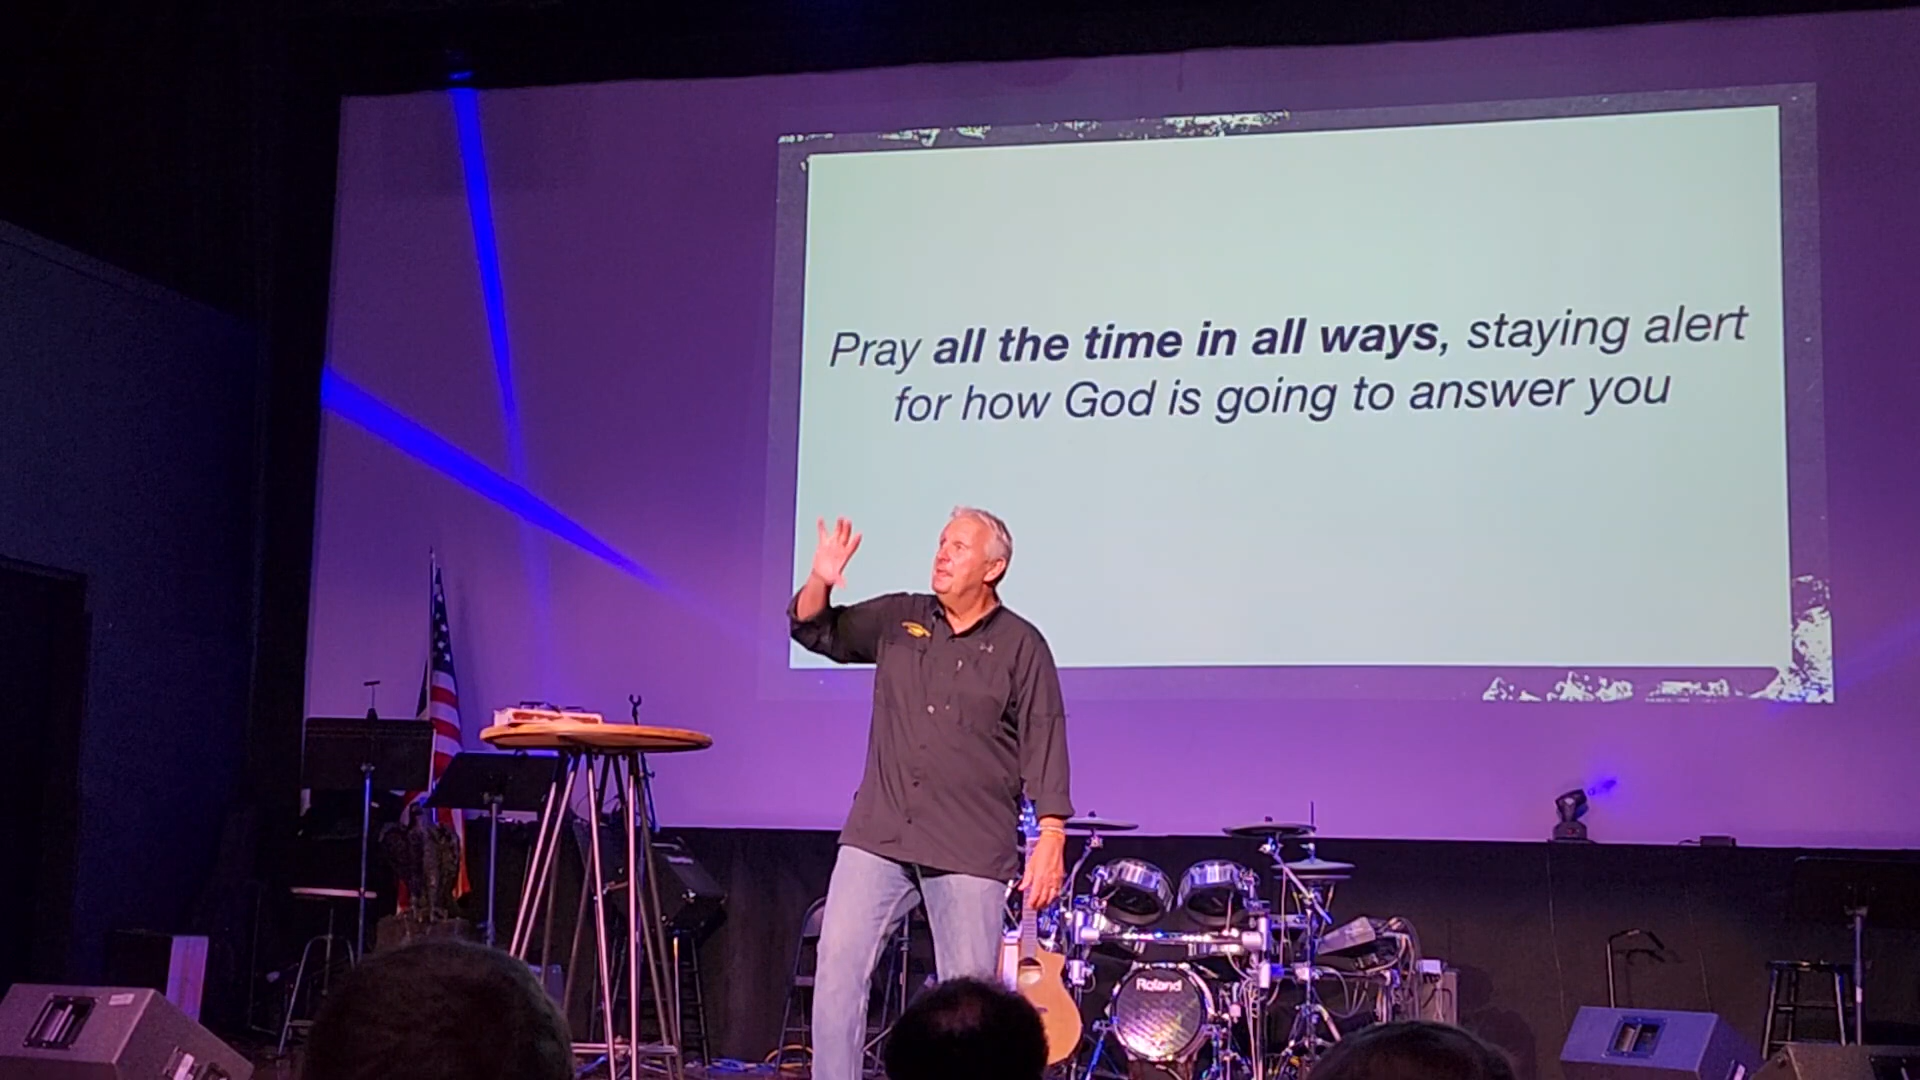 Pray all the time in all ways, staying alert
for how God is going to answer you
Roland